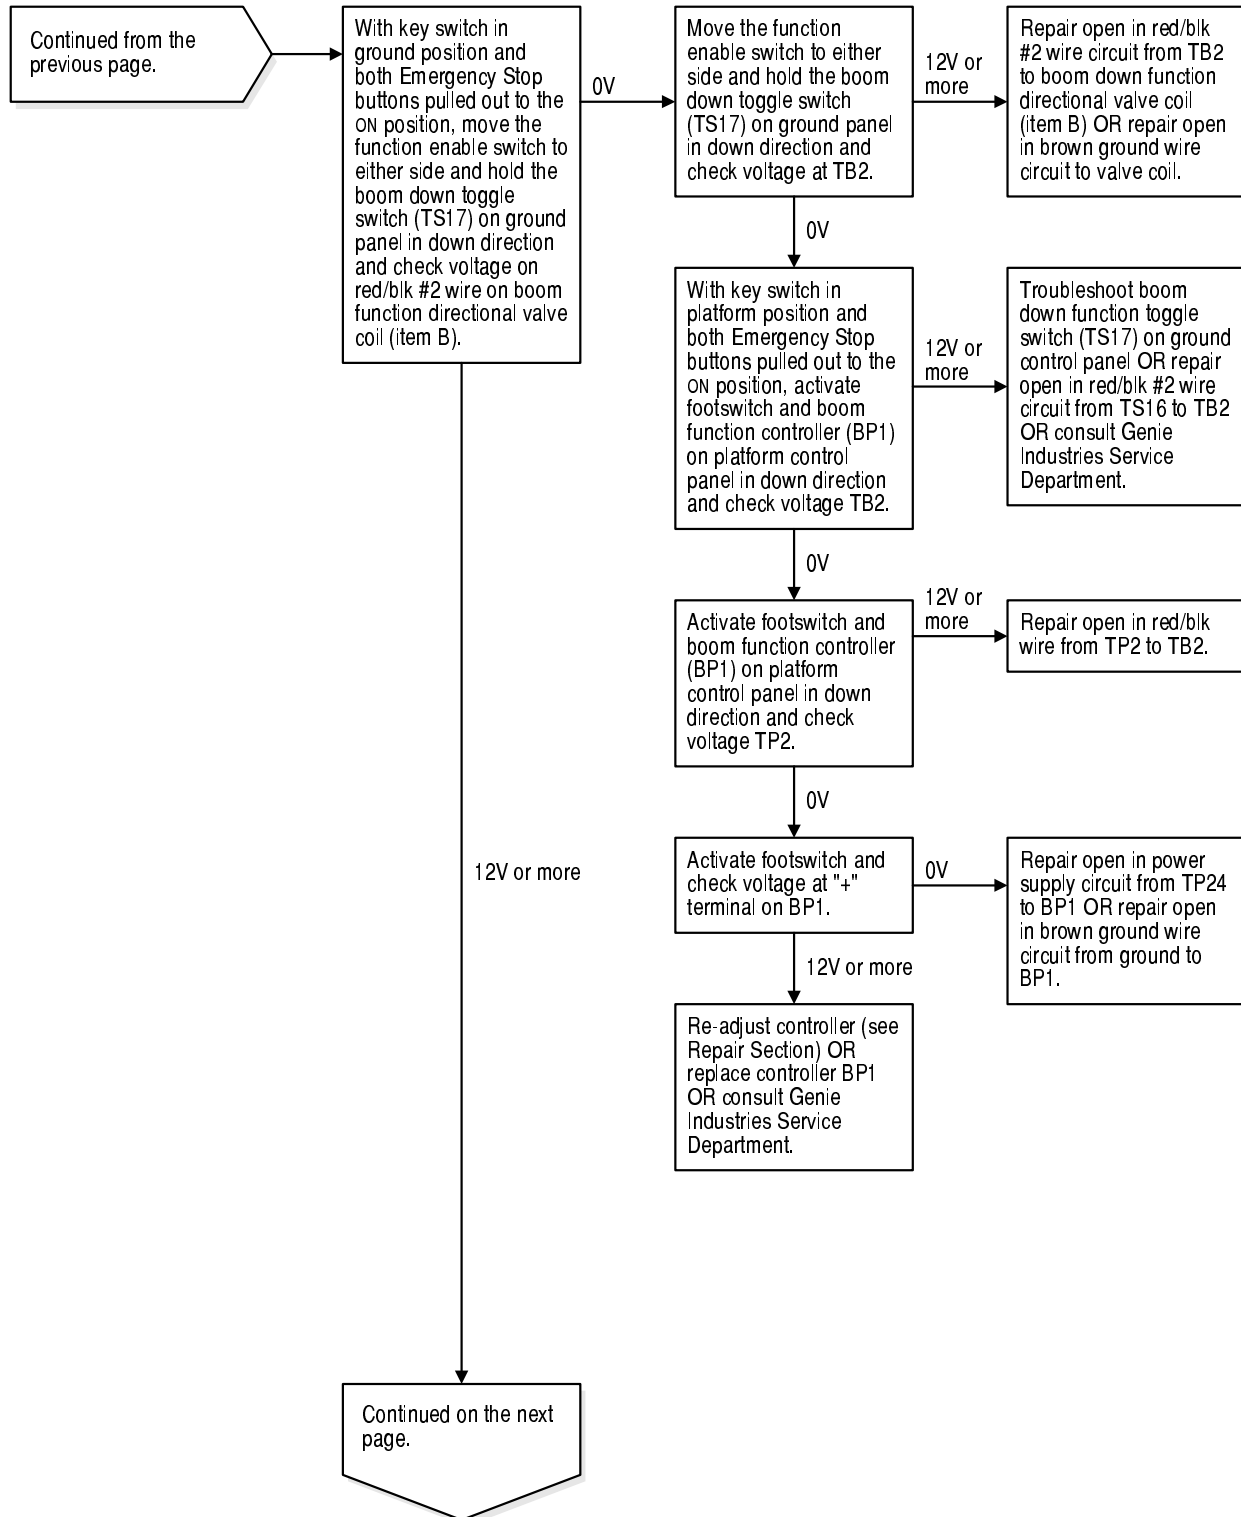 Continued from the
previous page.
With key switch in
ground position and
both Emergency Stop
buttons pulled out to the
ON position, move the
function enable switch to
either side and hold the
boom down toggle
switch (TS17) on ground
panel in down direction
and check voltage on
red/blk #2 wire on boom
function directional valve
coil (item B).
0V
Move the function
enable switch to either
side and hold the boom
down toggle switch
(TS17) on ground panel
in down direction and
check voltage at TB2.
12V or
more
Repair open in red/blk
#2 wire circuit from TB2
to boom down function
directional valve coil
(item B) OR repair open
in brown ground wire
circuit to valve coil.
0V
With key switch in
platform position and
both Emergency Stop
buttons pulled out to the
ON position, activate
footswitch and boom
function controller (BP1)
on platform control
panel in down direction
and check voltage TB2.
12V or
more
Troubleshoot boom
down function toggle
switch (TS17) on ground
control panel OR repair
open in red/blk #2 wire
circuit from TS16 to TB2
OR consult Genie
Industries Service
Department.
0V
Activate footswitch and
boom function controller
(BP1) on platform
control panel in down
direction and check
voltage TP2.
12V or
more
Repair open in red/blk
wire from TP2 to TB2.
0V
Activate footswitch and
check voltage at "+"
terminal on BP1.
0V
Repair open in power
supply circuit from TP24
to BP1 OR repair open
in brown ground wire
circuit from ground to
BP1.
12V or more
12V or more
Re-adjust controller (see
Repair Section) OR
replace controller BP1
OR consult Genie
Industries Service
Department.
Continued on the next
page.